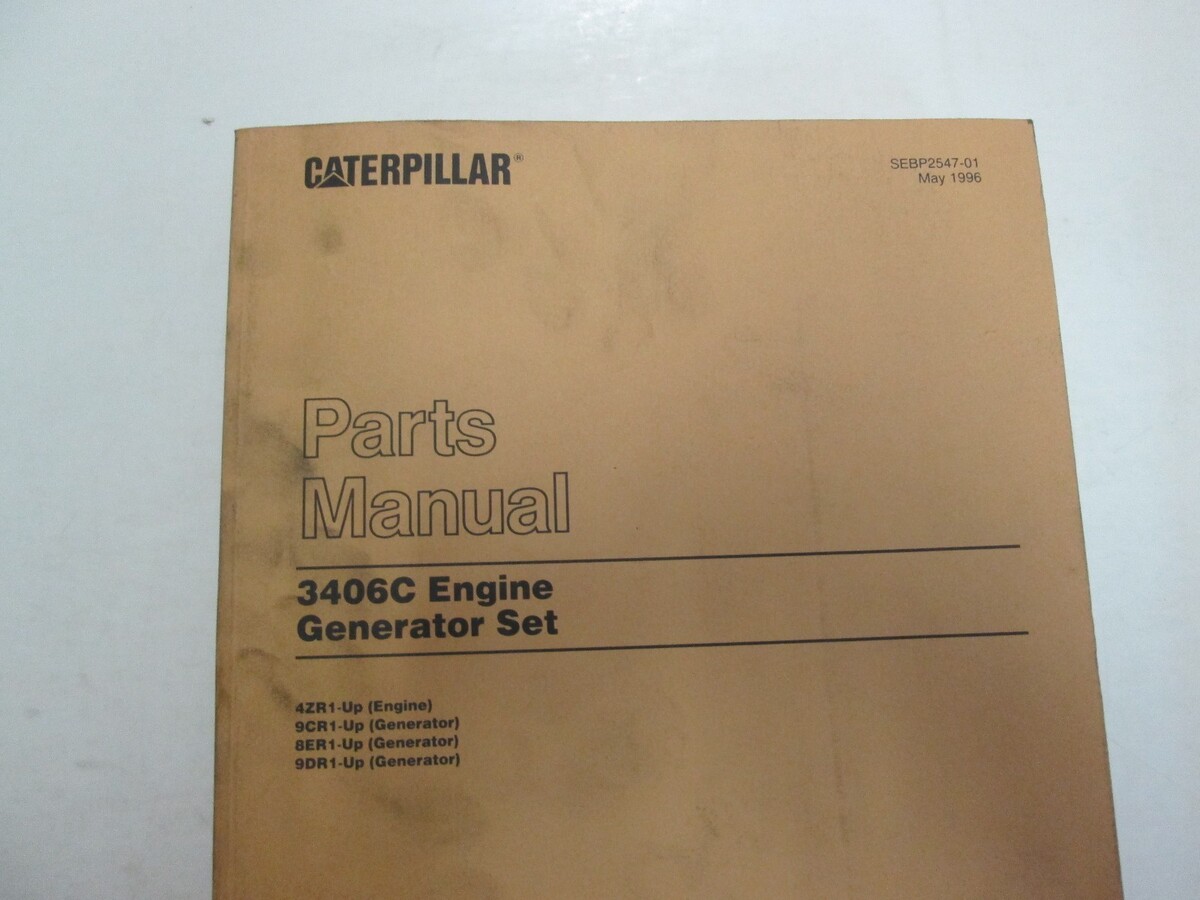 CATERPILLAR®
SEBP2547-01
May 1996
Parts
Manual
3406C Engine
Generator Set
4ZR1-Up (Engine)
9CR1-Up (Generator)
8ER1-Up (Generator)
9DR1-Up (Generator)